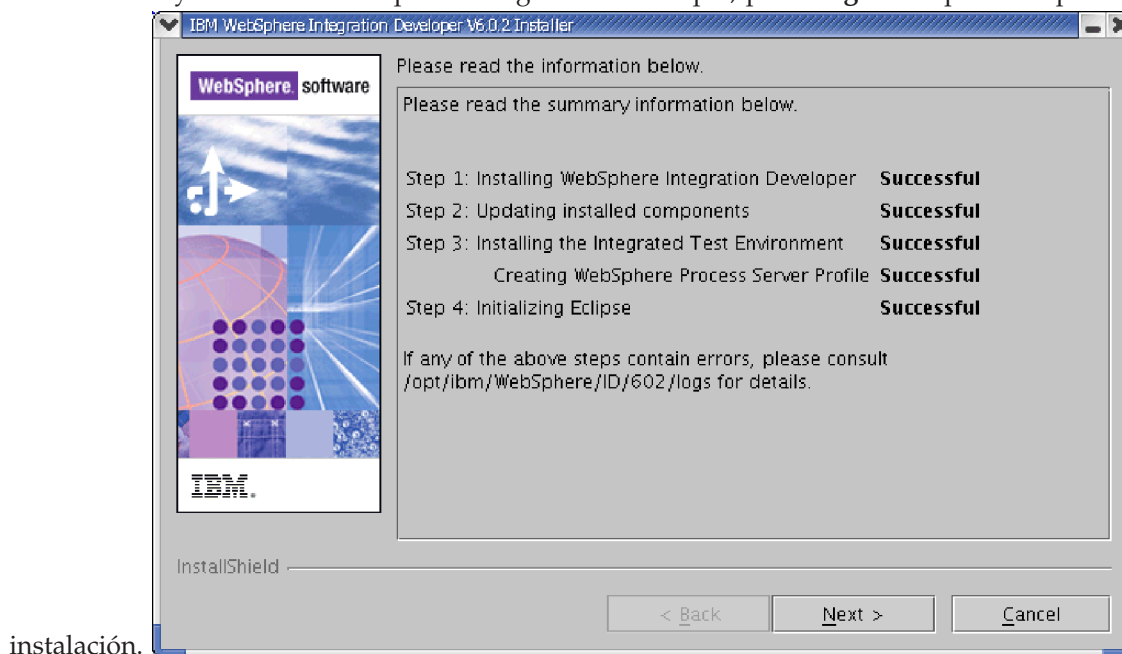 IBM WebSphere Integration Developer V6.0.2 Installer
WebSphere. software
Please read the information below.
Please read the summary information below.
Step 1: Installing WebSphere Integration Developer Successful
Step 2: Updating installed components Successful
Step 3: Installing the Integrated Test Environment Successful
Creating WebSphere Process Server Profile Successful
Step 4: Initializing Eclipse Successful
If any of the above steps contain errors, please consult
/opt/ibm/WebSphere/ID/602/logs for details.
IBM.
InstallShield
< Back Next > Cancel
instalación.